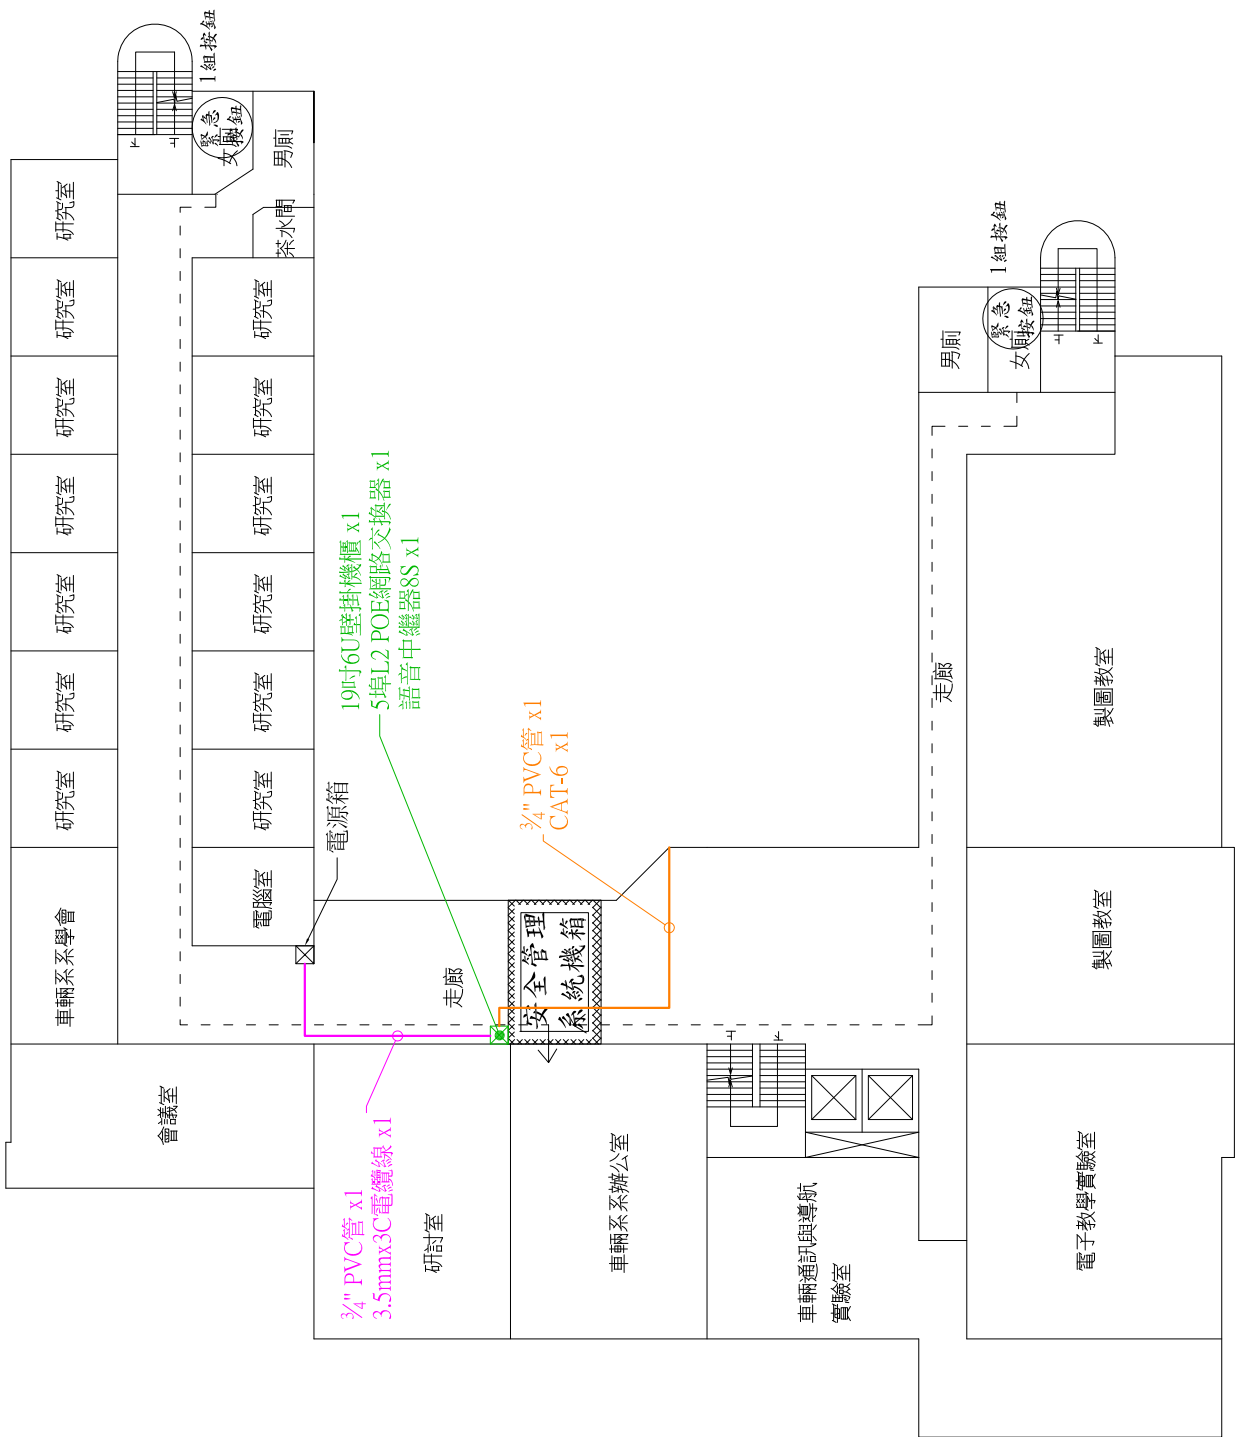 1組按鈕
緊急
按鈕
女廁
男廁
茶水間
研究室
研究室
研究室
研究室
研究室
研究室
研究室
研究室
研究室
研究室
研究室
研究室
研究室
電腦室
車輛系系學會
會議室
電源箱
19吋6U壁掛機櫃 x1
5埠L2 POE網路交換器 x1
語音中繼器8S x1
¾" PVC管 x1
CAT-6 x1
走廊
安全管理
系統機箱
¾" PVC管 x1
3.5mmx3C電纜線 x1
研討室
車輛系系辦公室
車輛通訊與導航
實驗室
1組按鈕
緊急
按鈕
男廁
女廁
走廊
製圖教室
製圖教室
電子教學實驗室
上
下
上
下
上
下